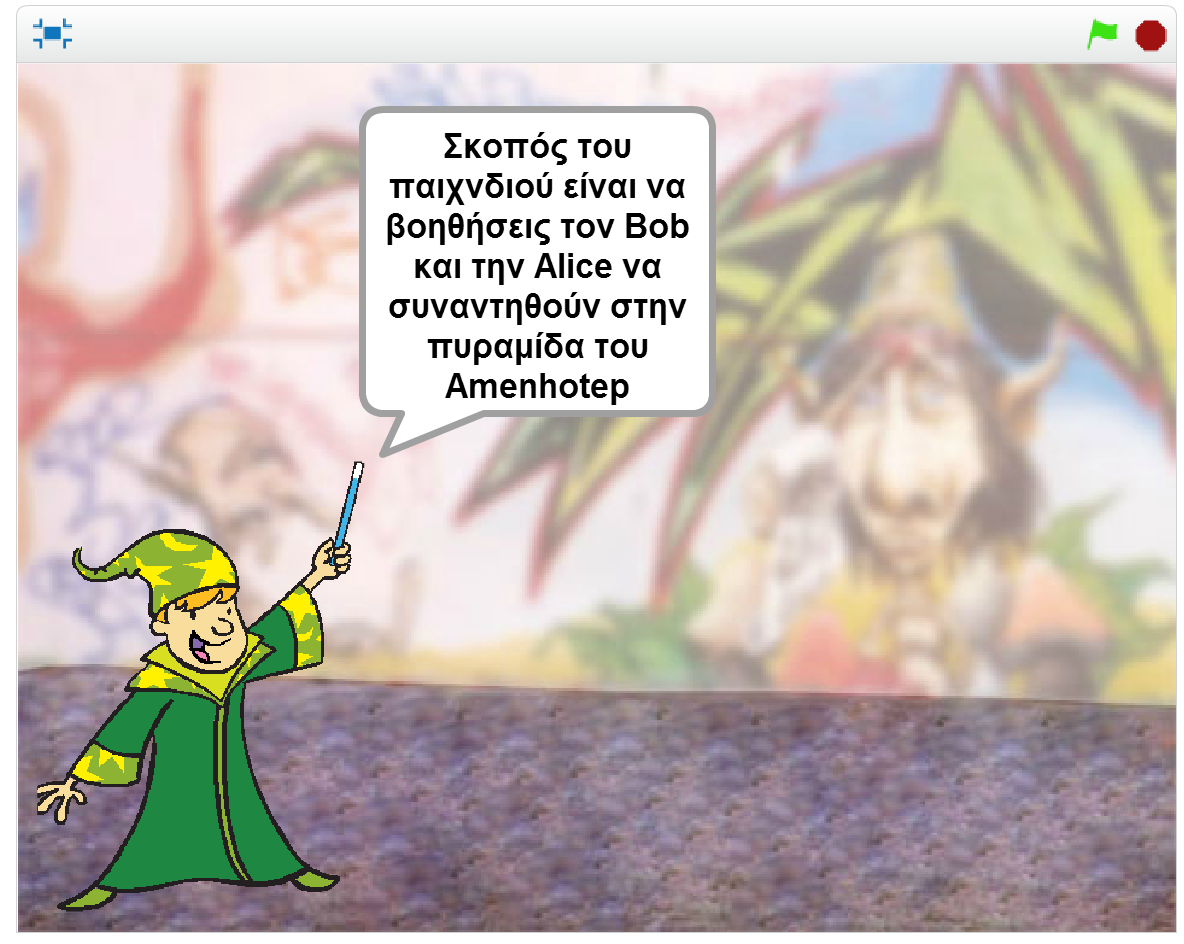 Σκοπός του
παιχνδιού είναι να
βοηθήσεις τον Bob
και την Alice να
συναντηθούν στην
πυραμίδα του
Amenhotep